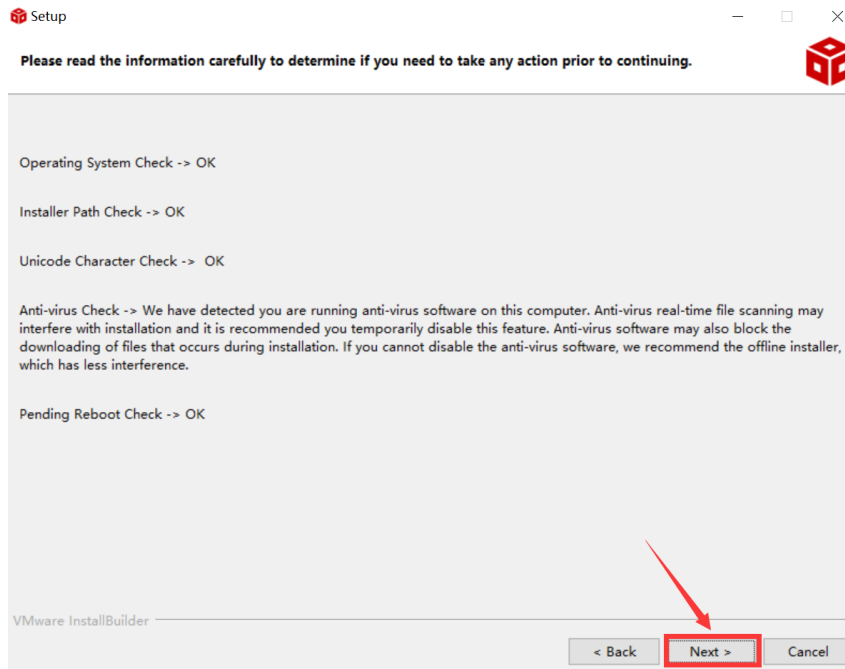 Setup
Please read the information carefully to determine if you need to take any action prior to continuing.
Operating System Check -> OK
Installer Path Check -> OK
Unicode Character Check ->  OK
Anti-virus Check -> We have detected you are running anti-virus software on this computer. Anti-virus real-time file scanning may
interfere with installation and it is recommended you temporarily disable this feature. Anti-virus software may also block the
downloading of files that occurs during installation. If you cannot disable the anti-virus software, we recommend the offline installer,
which has less interference.
Pending Reboot Check -> OK
VMware InstallBuilder
< Back
Next >
Cancel